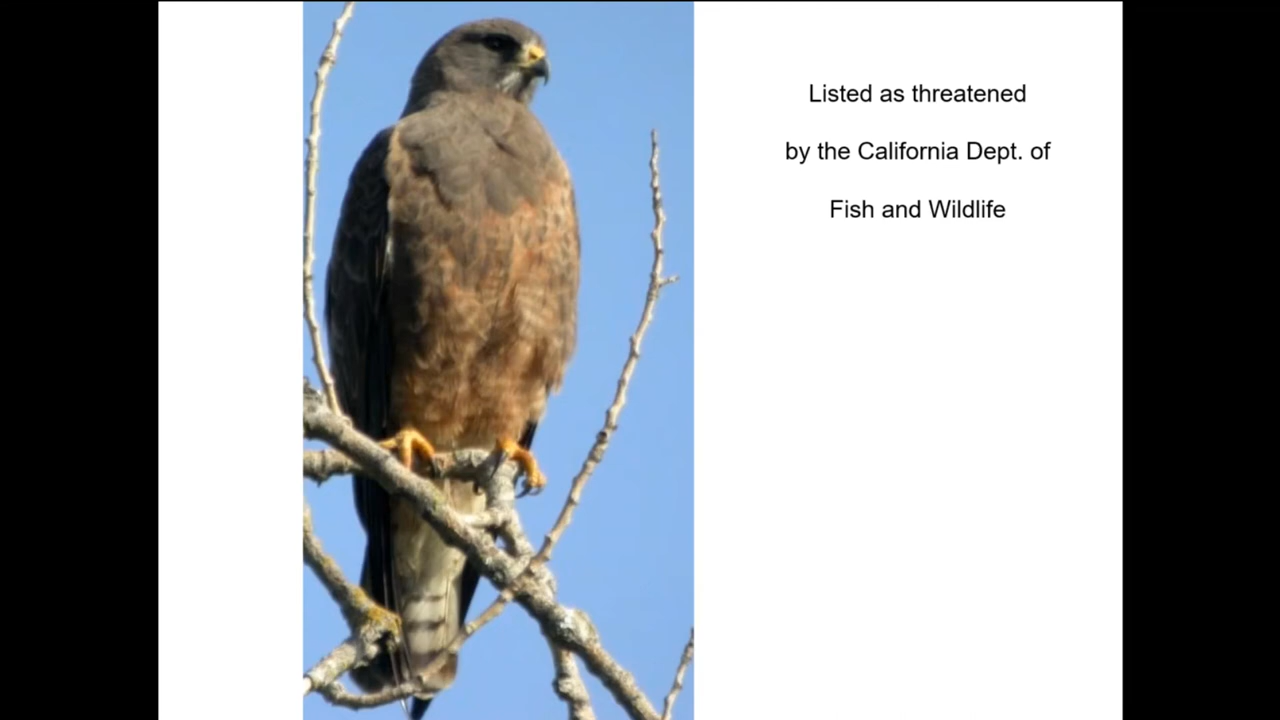 Listed as threatened
by the California Dept. of
Fish and Wildlife